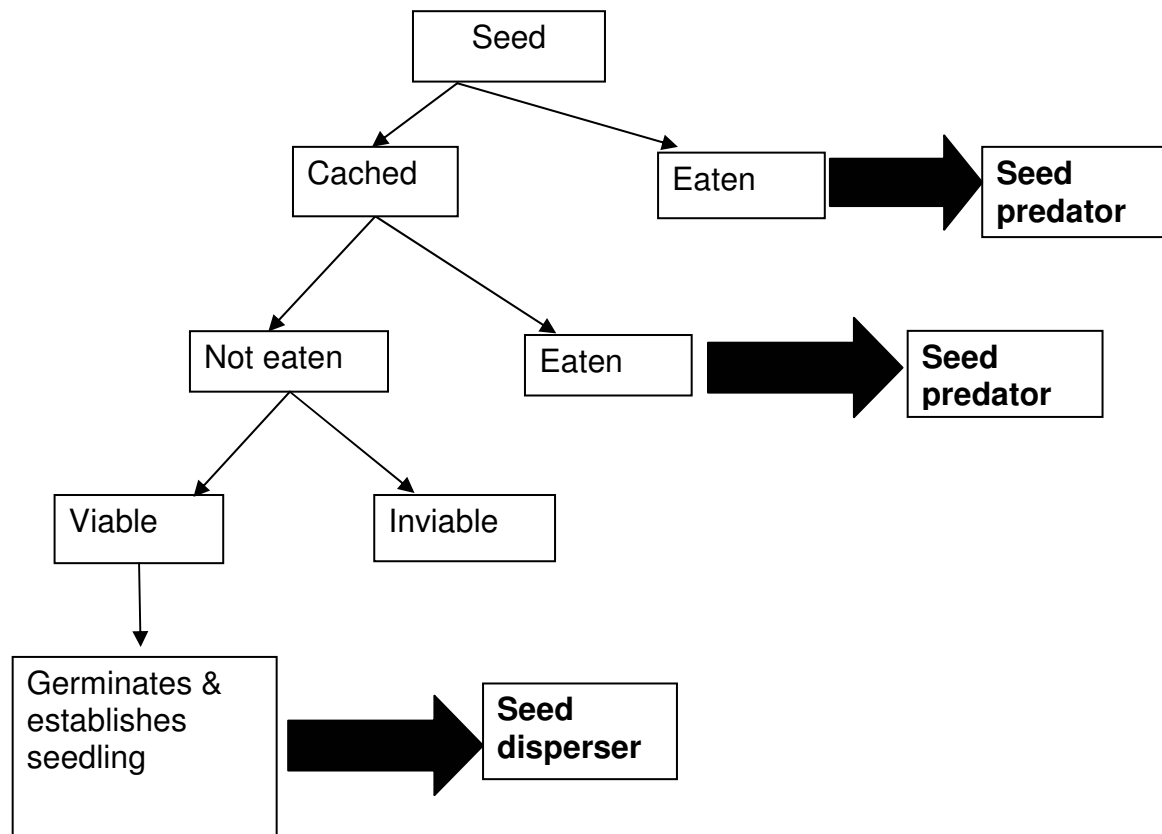 Seed
Cached
Eaten
Seed
predator
Not eaten
Eaten
Seed
predator
Viable
Inviable
Germinates &
establishes
seedling
Seed
disperser